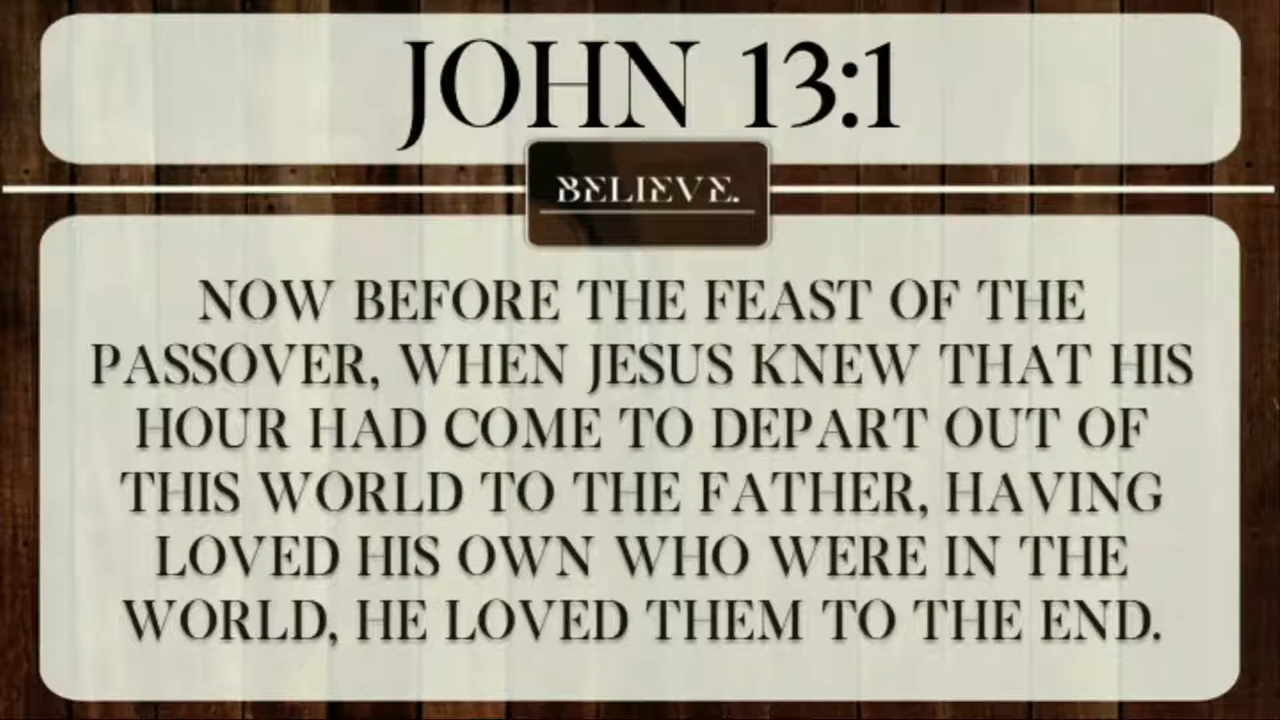 JOHN 13:1
BELIEVE.
NOW BEFORE THE FEAST OF THE
PASSOVER, WHEN JESUS KNEW THAT HIS
HOUR HAD COME TO DEPART OUT OF
THIS WORLD TO THE FATHER, HAVING
LOVED HIS OWN WHO WERE IN THE
WORLD, HE LOVED THEM TO THE END.